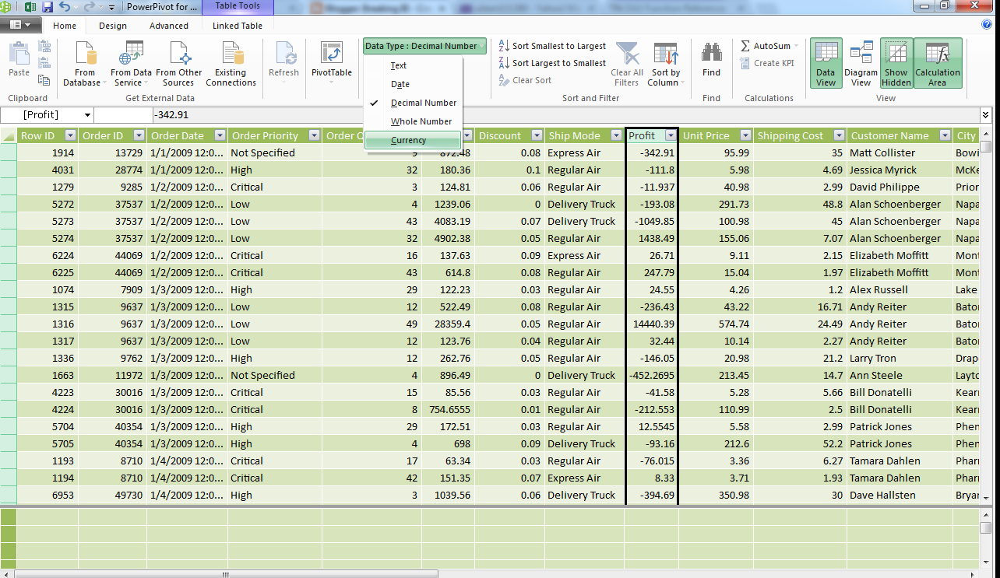 PowerPivot for ... Table Tools
Home Design Advanced Linked Table
Paste From Database From Data Service From Other Sources Existing Connections Refresh PivotTable Data Type : Decimal Number Sort Smallest to Largest Sort Largest to Smallest Clear Sort Clear All Filters Sort by Column Find AutoSum Create KPI Data View Diagram View Show Hidden Calculation Area
Text
Date
Decimal Number
Whole Number
Currency
Clipboard Get External Data Sort and Filter Find Calculations View
[Profit] -342.91
Row ID Order ID Order Date Order Priority Order Discount Ship Mode Profit Unit Price Shipping Cost Customer Name City
1914 13729 1/1/2009 12:0... Not Specified 9 872.48 0.08 Express Air -342.91 95.99 35 Matt Collister Bowi
4031 28774 1/1/2009 12:0... High 32 180.36 0.1 Regular Air -111.8 5.98 4.69 Jessica Myrick McKe
1279 9285 1/2/2009 12:0... Critical 3 124.81 0.06 Regular Air -11.937 40.98 2.99 David Philippe Prior
5272 37537 1/2/2009 12:0... Low 4 1239.06 0 Delivery Truck -193.08 291.73 48.8 Alan Schoenberger Napa
5273 37537 1/2/2009 12:0... Low 43 4083.19 0.07 Delivery Truck -1049.85 100.98 45 Alan Schoenberger Napa
5274 37537 1/2/2009 12:0... Low 32 4902.38 0.05 Regular Air 1438.49 155.06 7.07 Alan Schoenberger Napa
6224 44069 1/2/2009 12:0... Critical 16 137.63 0.09 Express Air 26.71 9.11 2.15 Elizabeth Moffitt Mont
6225 44069 1/2/2009 12:0... Critical 43 614.8 0.08 Regular Air 247.79 15.04 1.97 Elizabeth Moffitt Mont
1074 7909 1/3/2009 12:0... High 29 122.23 0.03 Regular Air 24.55 4.26 1.2 Alex Russell Lake
1315 9637 1/3/2009 12:0... Low 12 522.49 0.08 Regular Air -236.43 43.22 16.71 Andy Reiter Bator
1316 9637 1/3/2009 12:0... Low 49 28359.4 0.05 Regular Air 14440.39 574.74 24.49 Andy Reiter Bator
1317 9637 1/3/2009 12:0... Low 12 123.76 0.04 Regular Air 32.44 10.14 2.27 Andy Reiter Bator
1336 9762 1/3/2009 12:0... High 12 262.76 0.05 Regular Air -146.05 20.98 21.2 Larry Tron Drap
1663 11972 1/3/2009 12:0... Not Specified 4 896.49 0 Delivery Truck -452.2695 213.45 14.7 Ann Steele Layto
4223 30016 1/3/2009 12:0... Critical 15 85.56 0.03 Regular Air -41.58 5.28 5.66 Bill Donatelli Kearn
4224 30016 1/3/2009 12:0... Critical 8 754.6555 0.01 Regular Air -212.553 110.99 2.5 Bill Donatelli Kearn
5704 40354 1/3/2009 12:0... High 29 172.51 0.03 Regular Air 12.5545 5.58 2.99 Patrick Jones Phen
5705 40354 1/3/2009 12:0... High 4 698 0.09 Delivery Truck -93.16 212.6 52.2 Patrick Jones Phen
1193 8710 1/4/2009 12:0... Critical 17 63.34 0.03 Regular Air -76.015 3.36 6.27 Tamara Dahlen Pharr
1194 8710 1/4/2009 12:0... Critical 42 151.35 0.07 Express Air 8.33 3.71 1.93 Tamara Dahlen Pharr
6953 49730 1/4/2009 12:0... High 3 1039.56 0.06 Delivery Truck -394.69 350.98 30 Dave Hallsten Bryar